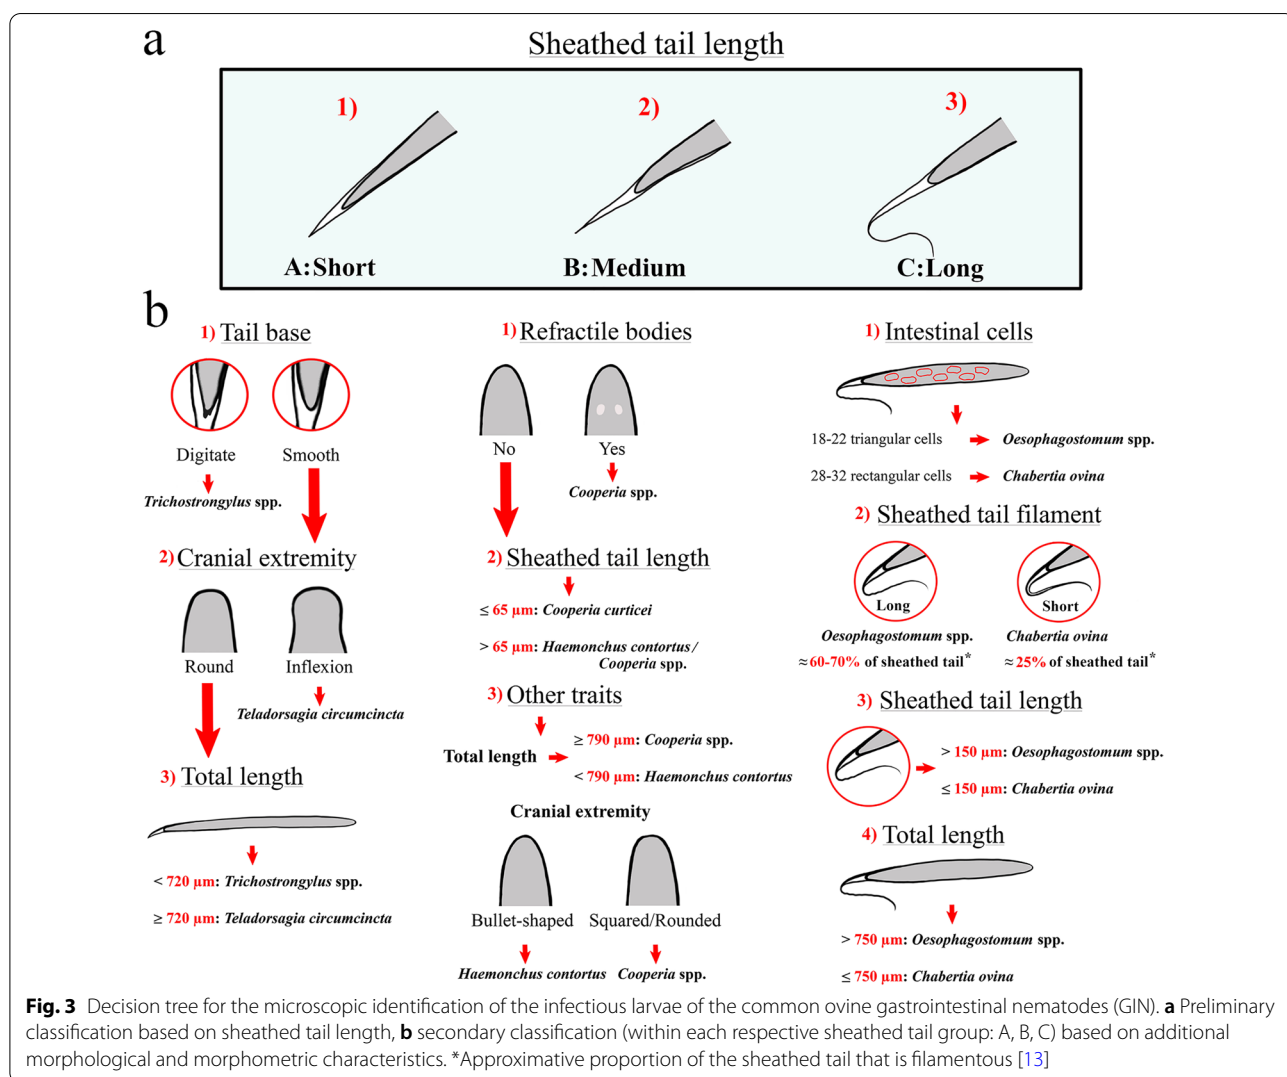 a
Sheathed tail length
1)
2)
3)
A:Short
B:Medium
C:Long
b
1) Tail base
Digitate
Smooth
Trichostrongylus spp.
2) Cranial extremity
Round
Inflexion
Teladorsagia circumcincta
3) Total length
< 720 µm: Trichostrongylus spp.
≥ 720 µm: Teladorsagia circumcincta
1) Refractile bodies
No
Yes
Cooperia spp.
2) Sheathed tail length
≤ 65 µm: Cooperia curticei
> 65 µm: Haemonchus contortus/
Cooperia spp.
3) Other traits
Total length
≥ 790 µm: Cooperia spp.
< 790 µm: Haemonchus contortus
Cranial extremity
Bullet-shaped
Squared/Rounded
Haemonchus contortus
Cooperia spp.
1) Intestinal cells
18-22 triangular cells
Oesophagostomum spp.
28-32 rectangular cells
Chabertia ovina
2) Sheathed tail filament
Long
Short
Oesophagostomum spp.
Chabertia ovina
≈60-70% of sheathed tail*
≈25% of sheathed tail*
3) Sheathed tail length
> 150 µm: Oesophagostomum spp.
≤ 150 µm: Chabertia ovina
4) Total length
> 750 µm: Oesophagostomum spp.
≤ 750 µm: Chabertia ovina
Fig. 3 Decision tree for the microscopic identification of the infectious larvae of the common ovine gastrointestinal nematodes (GIN). a Preliminary
classification based on sheathed tail length, b secondary classification (within each respective sheathed tail group: A, B, C) based on additional
morphological and morphometric characteristics. *Approximative proportion of the sheathed tail that is filamentous [13]